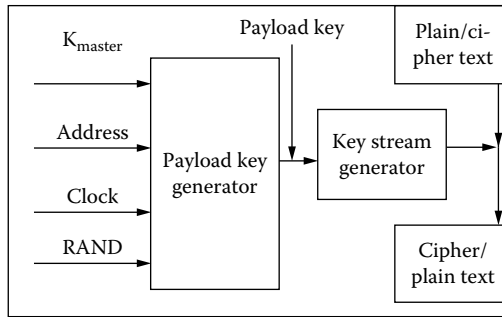 K_master
Address
Clock
RAND
Payload key
generator
Payload key
Key stream
generator
Plain/ci-
pher text
Cipher/
plain text